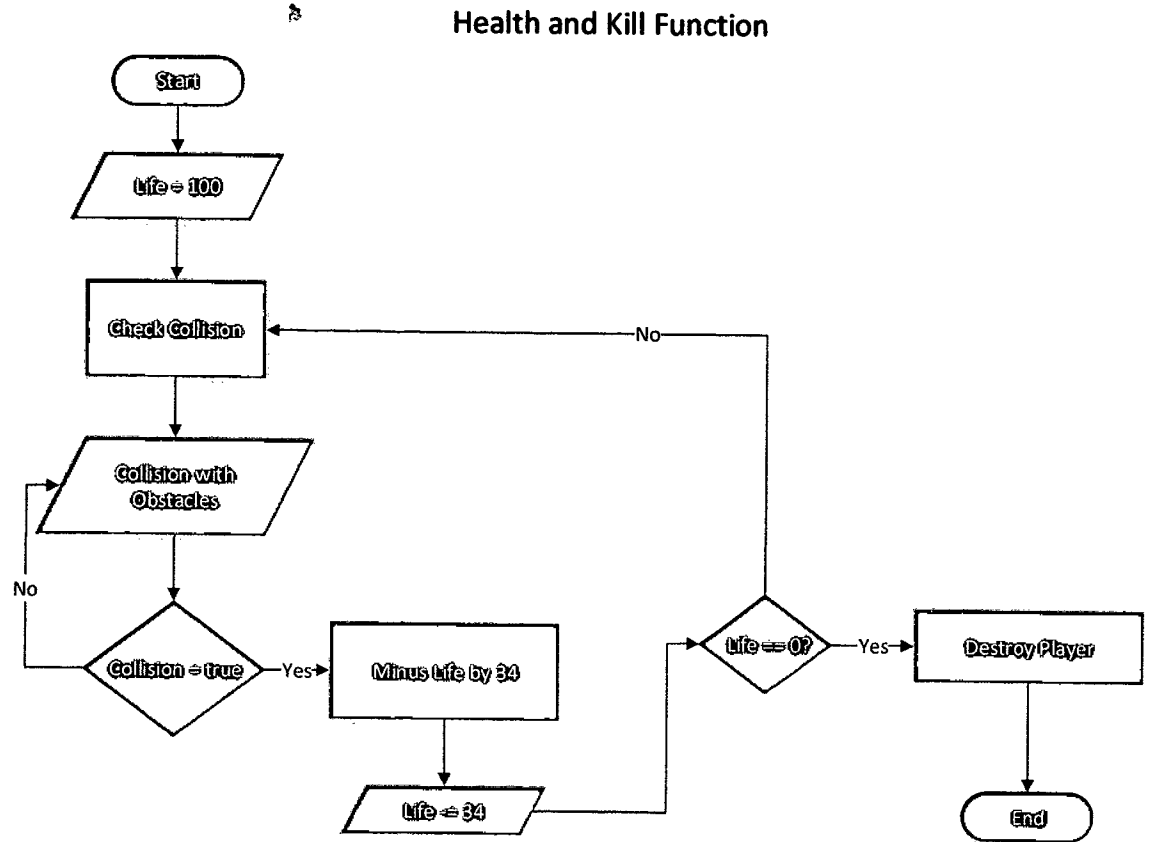 Health and Kill Function
Start
Life = 100
Check Collision
No
Collision with
Obstacles
No
Collision = true
Yes
Minus Life by 34
Life == 0?
Yes
Destroy Player
Life -= 34
End